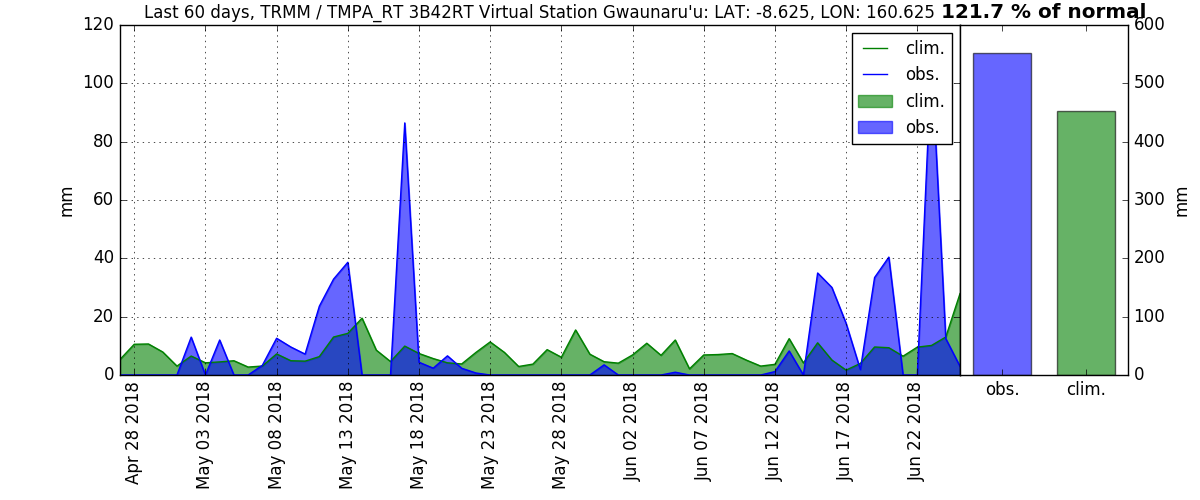 Last 60 days, TRMM / TMPA_RT 3B42RT Virtual Station Gwaunaru'u: LAT: -8.625, LON: 160.625 121.7 % of normal
120
100
80
60
40
20
0
mm
clim.
obs.
clim.
obs.
600
500
400
300
200
100
0
mm
obs.
clim.
Apr 28 2018
May 03 2018
May 08 2018
May 13 2018
May 18 2018
May 23 2018
May 28 2018
Jun 02 2018
Jun 07 2018
Jun 12 2018
Jun 17 2018
Jun 22 2018